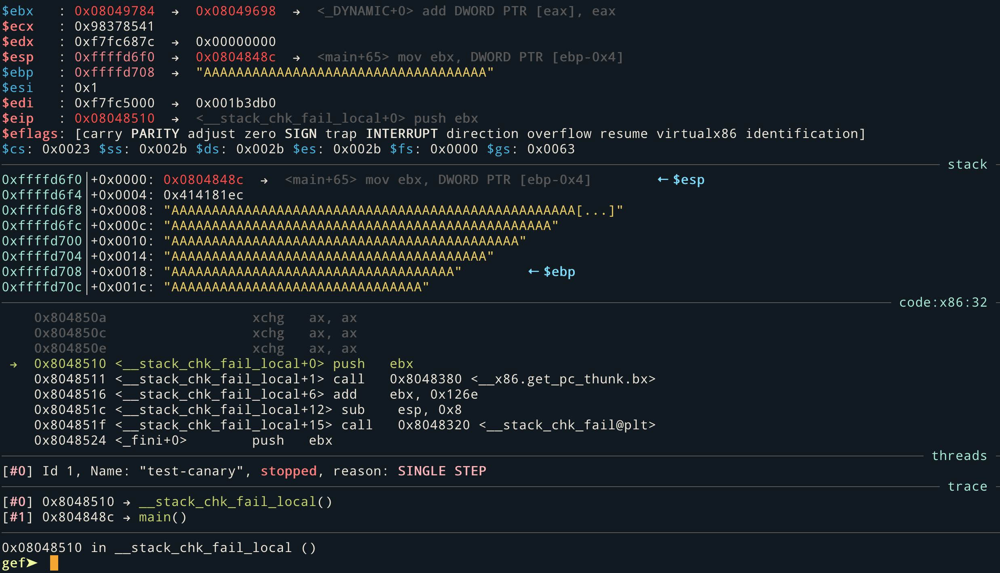 $ebx   : 0x08049784  →  0x08049698  →  <_DYNAMIC+0> add DWORD PTR [eax], eax
$ecx   : 0x98378541
$edx   : 0xf7fc687c  →  0x00000000
$esp   : 0xffffd6f0  →  0x0804848c  →  <main+65> mov ebx, DWORD PTR [ebp-0x4]
$ebp   : 0xffffd708  →  "AAAAAAAAAAAAAAAAAAAAAAAAAAAAAAAAAAA"
$esi   : 0x1
$edi   : 0xf7fc5000  →  0x001b3db0
$eip   : 0x08048510  →  <__stack_chk_fail_local+0> push ebx
$eflags: [carry PARITY adjust zero SIGN trap INTERRUPT direction overflow resume virtualx86 identification]
$cs: 0x0023 $ss: 0x002b $ds: 0x002b $es: 0x002b $fs: 0x0000 $gs: 0x0063
stack
0xffffd6f0│+0x0000: 0x0804848c  →  <main+65> mov ebx, DWORD PTR [ebp-0x4]        ← $esp
0xffffd6f4│+0x0004: 0x414181ec
0xffffd6f8│+0x0008: "AAAAAAAAAAAAAAAAAAAAAAAAAAAAAAAAAAAAAAAAAAAAAAAAAA[...]"
0xffffd6fc│+0x000c: "AAAAAAAAAAAAAAAAAAAAAAAAAAAAAAAAAAAAAAAAAAAAAAA"
0xffffd700│+0x0010: "AAAAAAAAAAAAAAAAAAAAAAAAAAAAAAAAAAAAAAAAAAA"
0xffffd704│+0x0014: "AAAAAAAAAAAAAAAAAAAAAAAAAAAAAAAAAAAAAAA"
0xffffd708│+0x0018: "AAAAAAAAAAAAAAAAAAAAAAAAAAAAAAAAAAA"        ← $ebp
0xffffd70c│+0x001c: "AAAAAAAAAAAAAAAAAAAAAAAAAAAAAAA"
code:x86:32
0x804850a                  xchg   ax, ax
0x804850c                  xchg   ax, ax
0x804850e                  xchg   ax, ax
→  0x8048510 <__stack_chk_fail_local+0> push   ebx
0x8048511 <__stack_chk_fail_local+1> call   0x8048380 <__x86.get_pc_thunk.bx>
0x8048516 <__stack_chk_fail_local+6> add    ebx, 0x126e
0x804851c <__stack_chk_fail_local+12> sub    esp, 0x8
0x804851f <__stack_chk_fail_local+15> call   0x8048320 <__stack_chk_fail@plt>
0x8048524 <_fini+0>        push   ebx
threads
[#0] Id 1, Name: "test-canary", stopped, reason: SINGLE STEP
trace
[#0] 0x8048510 → __stack_chk_fail_local()
[#1] 0x804848c → main()
0x08048510 in __stack_chk_fail_local ()
gef➤